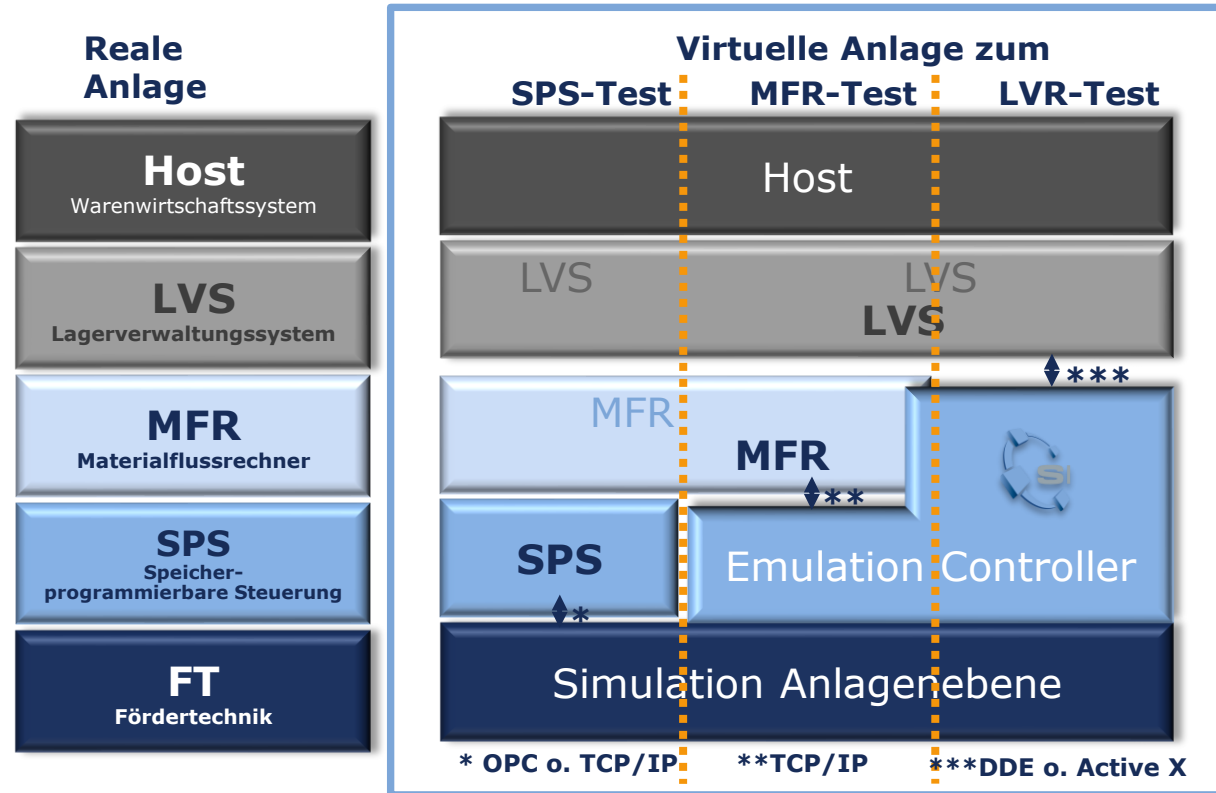 Reale
Anlage
Host
Warenwirtschaftssystem
LVS
Lagerverwaltungssystem
MFR
Materialflussrechner
SPS
Speicher-
programmierbare Steuerung
FT
Fördertechnik
Virtuelle Anlage zum
SPS-Test MFR-Test LVR-Test
Host
LVS LVS
LVS
***
MFR
MFR
**
SPS
Emulation Controller
SI
*
Simulation Anlagenebene
* OPC o. TCP/IP **TCP/IP ***DDE o. Active X